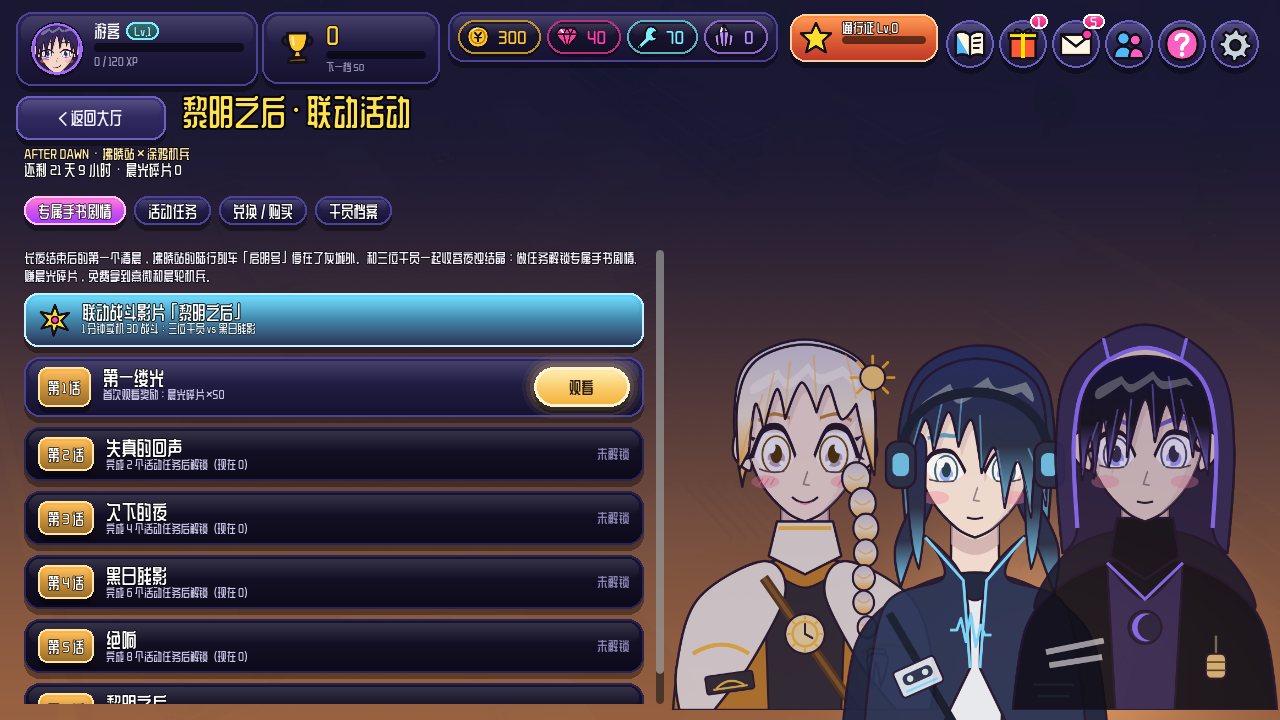 游客 Lv.1
0 / 120 XP
0
下一档 50
300
40
70
0
通行证 Lv.0
1
5
?
返回大厅
黎明之后 · 联动活动
AFTER DAWN · 拂晓站 × 涂鸦机兵
还剩 21 天 9 小时 · 晨光碎片 0
专属手书剧情
活动任务
兑换 / 购买
干员档案
长夜结束后的第一个清晨，拂晓站的陆行列车「启明号」停在了灰城外。和三位干员一起收容夜蚀结晶：做任务解锁专属手书剧情，
赚晨光碎片，免费拿到高微和晨轮机兵。
联动战斗影片「黎明之后」
1 分钟实机 3D 战斗：三位干员 vs 黑日残影
第 1 话
第一缕光
首次观看奖励：晨光碎片×50
观看
第 2 话
失真的回声
完成 2 个活动任务后解锁（现在 0）
未解锁
第 3 话
欠下的夜
完成 4 个活动任务后解锁（现在 0）
未解锁
第 4 话
黑日残影
完成 6 个活动任务后解锁（现在 0）
未解锁
第 5 话
绝响
完成 8 个活动任务后解锁（现在 0）
未解锁
黎明之后